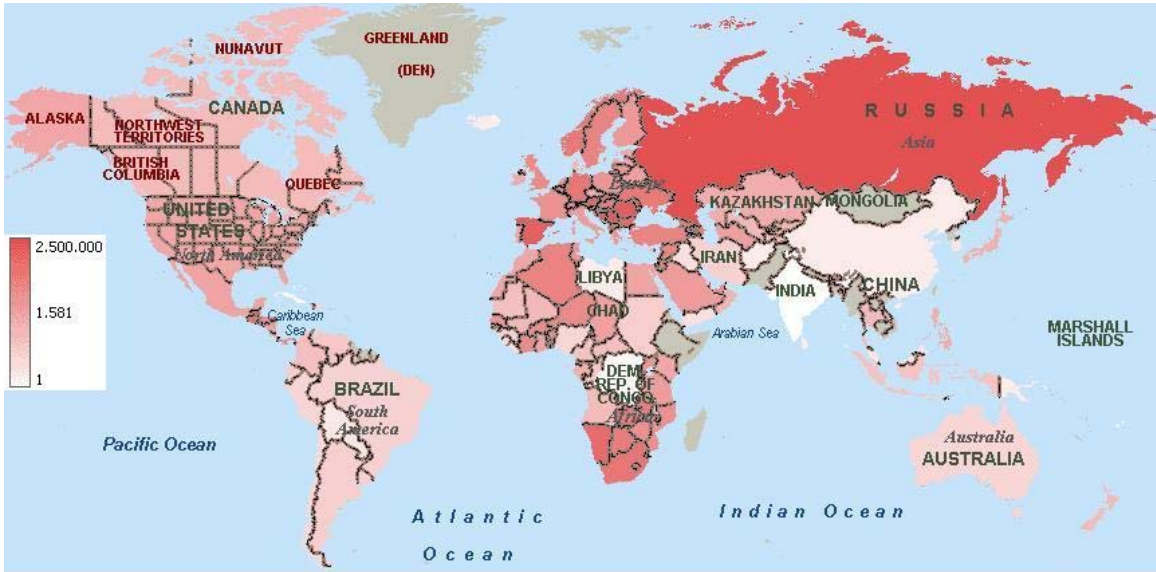 GREENLAND
(DEN)
NUNAVUT
CANADA
ALASKA
NORTHWEST
TERRITORIES
BRITISH
COLUMBIA
QUEBEC
UNITED
STATES
North America
RUSSIA
Asia
Europe
KAZAKHSTAN
MONGOLIA
2.500.000
1.581
1
LIBYA
IRAN
INDIA
CHINA
CHAD
Caribbean
Sea
Arabian Sea
MARSHALL
ISLANDS
DEM.
REP. OF
CONGO
Africa
BRAZIL
South
America
Pacific Ocean
Australia
AUSTRALIA
Atlantic
Ocean
Indian Ocean